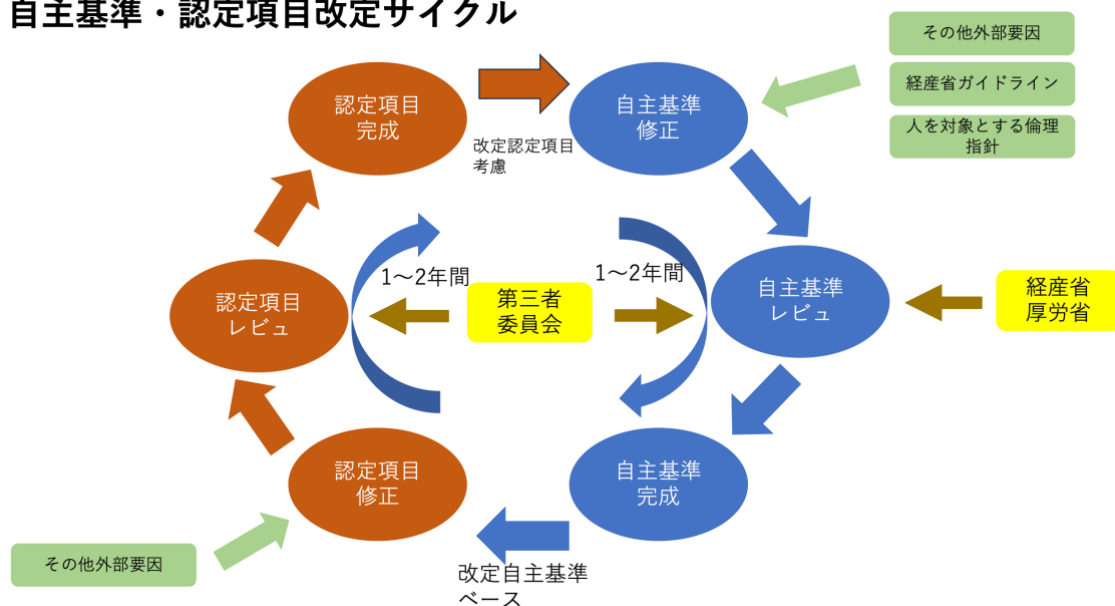 自主基準・認定項目改定サイクル
その他外部要因
経産省ガイドライン
人を対象とする倫理
指針
認定項目
完成
改定認定項目
考慮
自主基準
修正
1〜2年間
1〜2年間
認定項目
レビュ
第三者
委員会
自主基準
レビュ
経産省
厚労省
認定項目
修正
自主基準
完成
その他外部要因
改定自主基準
ベース